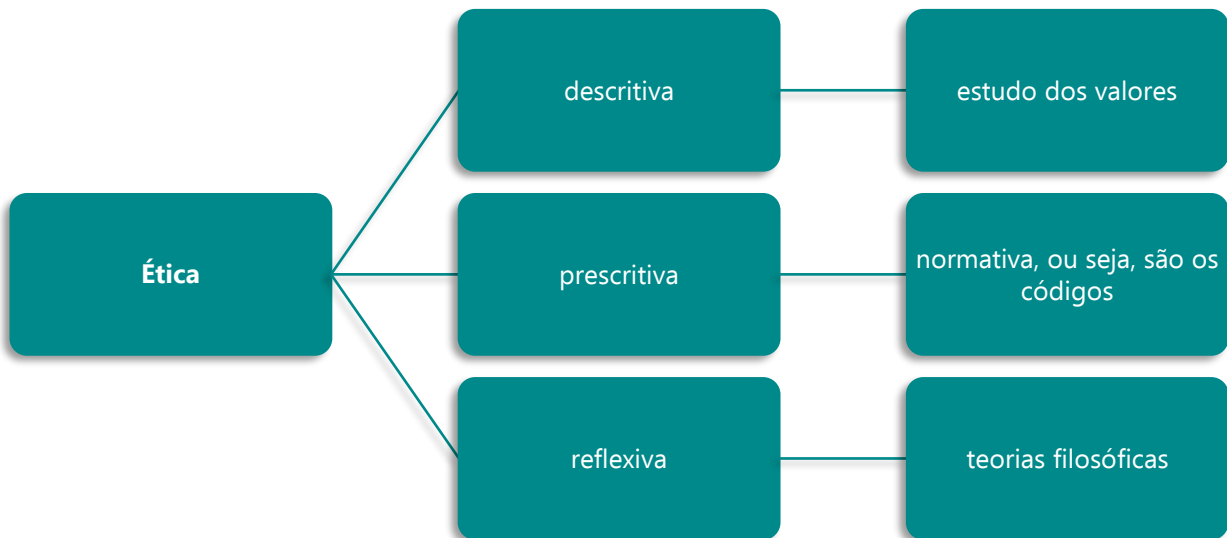 Ética
descritiva
estudo dos valores
prescritiva
normativa, ou seja, são os
códigos
reflexiva
teorias filosóficas